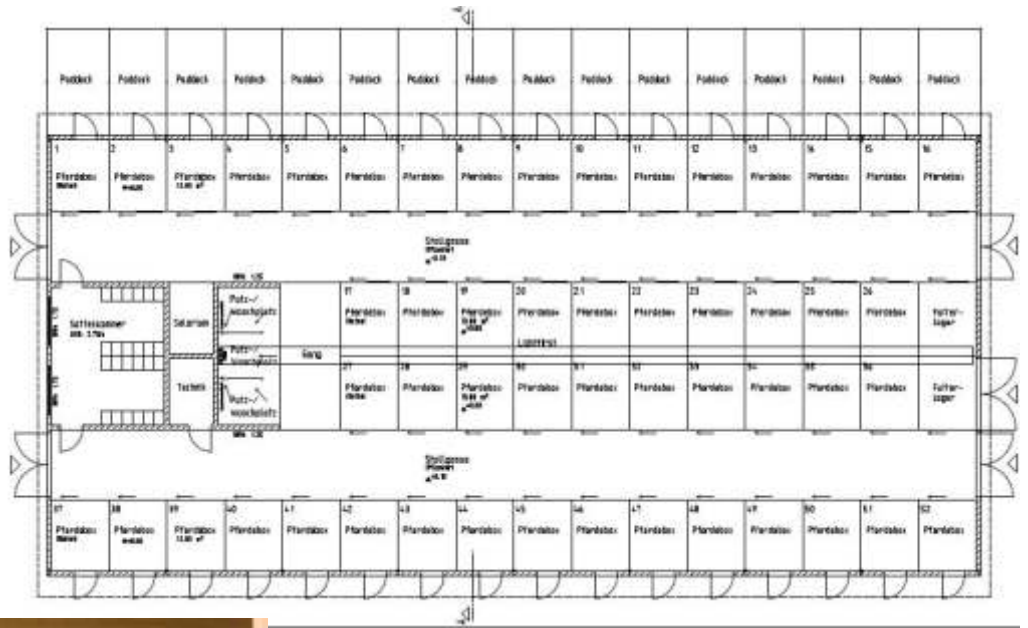 Paddock Paddock Paddock Paddock Paddock Paddock Paddock Paddock Paddock Paddock Paddock Paddock Paddock Paddock Paddock Paddock
1 2 3 4 5 6 7 8 9 10 11 12 13 14 15 16
Pferdebox Pferdebox Pferdebox Pferdebox Pferdebox Pferdebox Pferdebox Pferdebox Pferdebox Pferdebox Pferdebox Pferdebox Pferdebox Pferdebox Pferdebox Pferdebox
Stallgasse
17 18 19 20 21 22 23 24 25 26
Putz-/
Waschplatz
Pferdebox Pferdebox Pferdebox Pferdebox Pferdebox Pferdebox Pferdebox Pferdebox Pferdebox Pferdebox
Futter-
lager
Sattelkammer
Solarium
Lichtfirst
Putz-/
Waschplatz
Gang
27 28 29 30 31 32 33 34 35 36
Technik
Putz-/
Waschplatz
Pferdebox Pferdebox Pferdebox Pferdebox Pferdebox Pferdebox Pferdebox Pferdebox Pferdebox Pferdebox
Futter-
lager
Stallgasse
37 38 39 40 41 42 43 44 45 46 47 48 49 50 51 52
Pferdebox Pferdebox Pferdebox Pferdebox Pferdebox Pferdebox Pferdebox Pferdebox Pferdebox Pferdebox Pferdebox Pferdebox Pferdebox Pferdebox Pferdebox Pferdebox